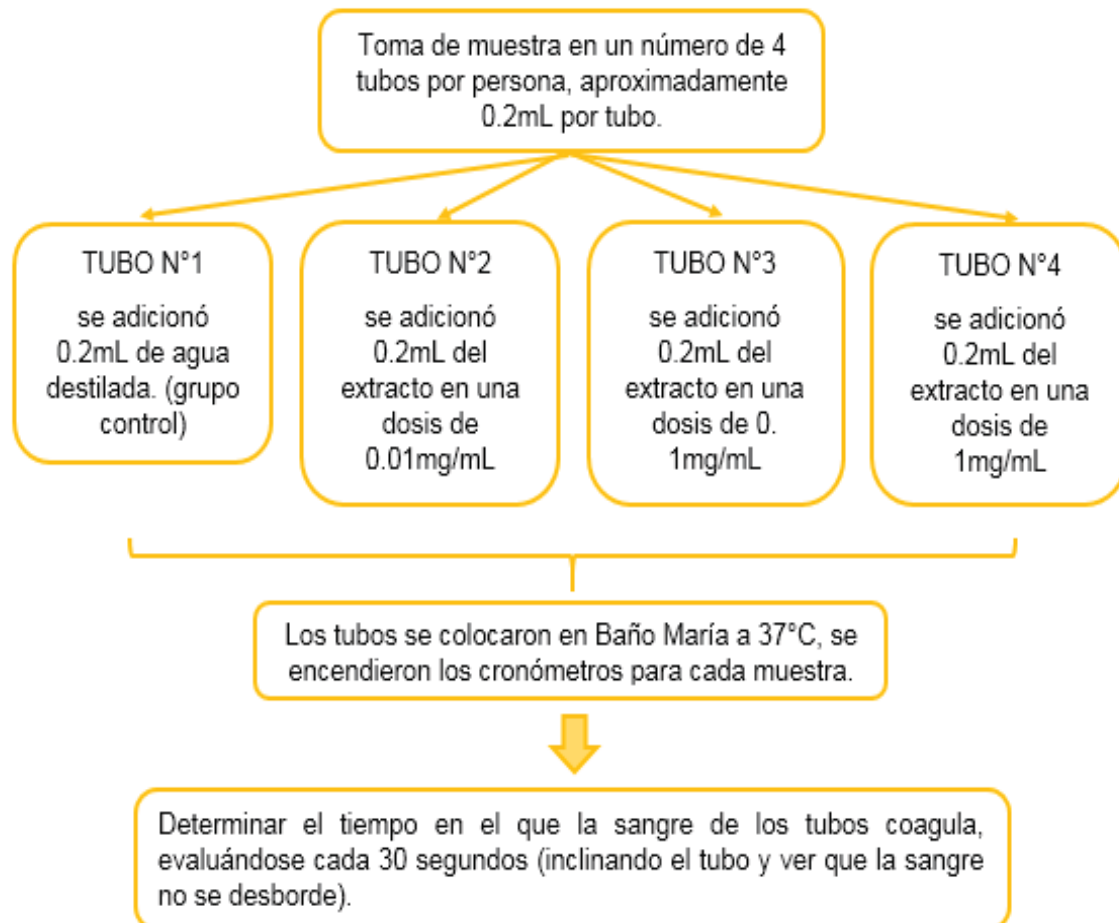 Toma de muestra en un número de 4
tubos por persona, aproximadamente
0.2mL por tubo.
TUBO N°1
se adicionó
0.2mL de agua
destilada. (grupo
control)
TUBO N°2
se adicionó
0.2mL del
extracto en una
dosis de
0.01mg/mL
TUBO N°3
se adicionó
0.2mL del
extracto en una
dosis de 0.
1mg/mL
TUBO N°4
se adicionó
0.2mL del
extracto en una
dosis de
1mg/mL
Los tubos se colocaron en Baño María a 37°C, se
encendieron los cronómetros para cada muestra.
Determinar el tiempo en el que la sangre de los tubos coagula,
evaluándose cada 30 segundos (inclinando el tubo y ver que la sangre
no se desborde).